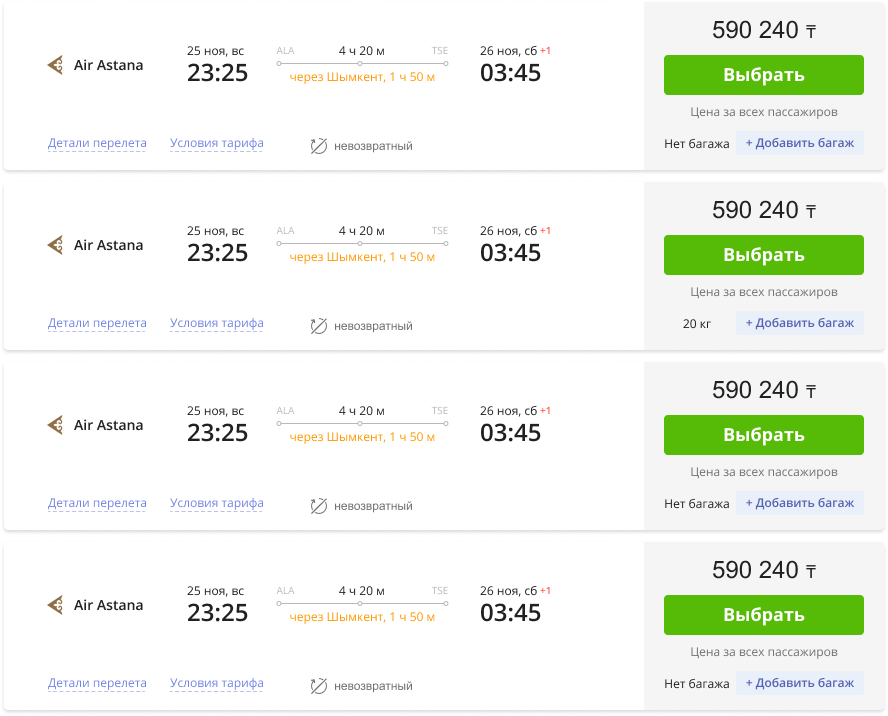 Air Astana
25 ноя, вс
23:25
ALA 4 ч 20 м TSE
через Шымкент, 1 ч 50 м
26 ноя, сб +1
03:45
Детали перелета Условия тарифа невозвратный
590 240 ₸
Выбрать
Цена за всех пассажиров
Нет багажа + Добавить багаж
Air Astana
25 ноя, вс
23:25
ALA 4 ч 20 м TSE
через Шымкент, 1 ч 50 м
26 ноя, сб +1
03:45
Детали перелета Условия тарифа невозвратный
590 240 ₸
Выбрать
Цена за всех пассажиров
20 кг + Добавить багаж
Air Astana
25 ноя, вс
23:25
ALA 4 ч 20 м TSE
через Шымкент, 1 ч 50 м
26 ноя, сб +1
03:45
Детали перелета Условия тарифа невозвратный
590 240 ₸
Выбрать
Цена за всех пассажиров
Нет багажа + Добавить багаж
Air Astana
25 ноя, вс
23:25
ALA 4 ч 20 м TSE
через Шымкент, 1 ч 50 м
26 ноя, сб +1
03:45
Детали перелета Условия тарифа невозвратный
590 240 ₸
Выбрать
Цена за всех пассажиров
Нет багажа + Добавить багаж